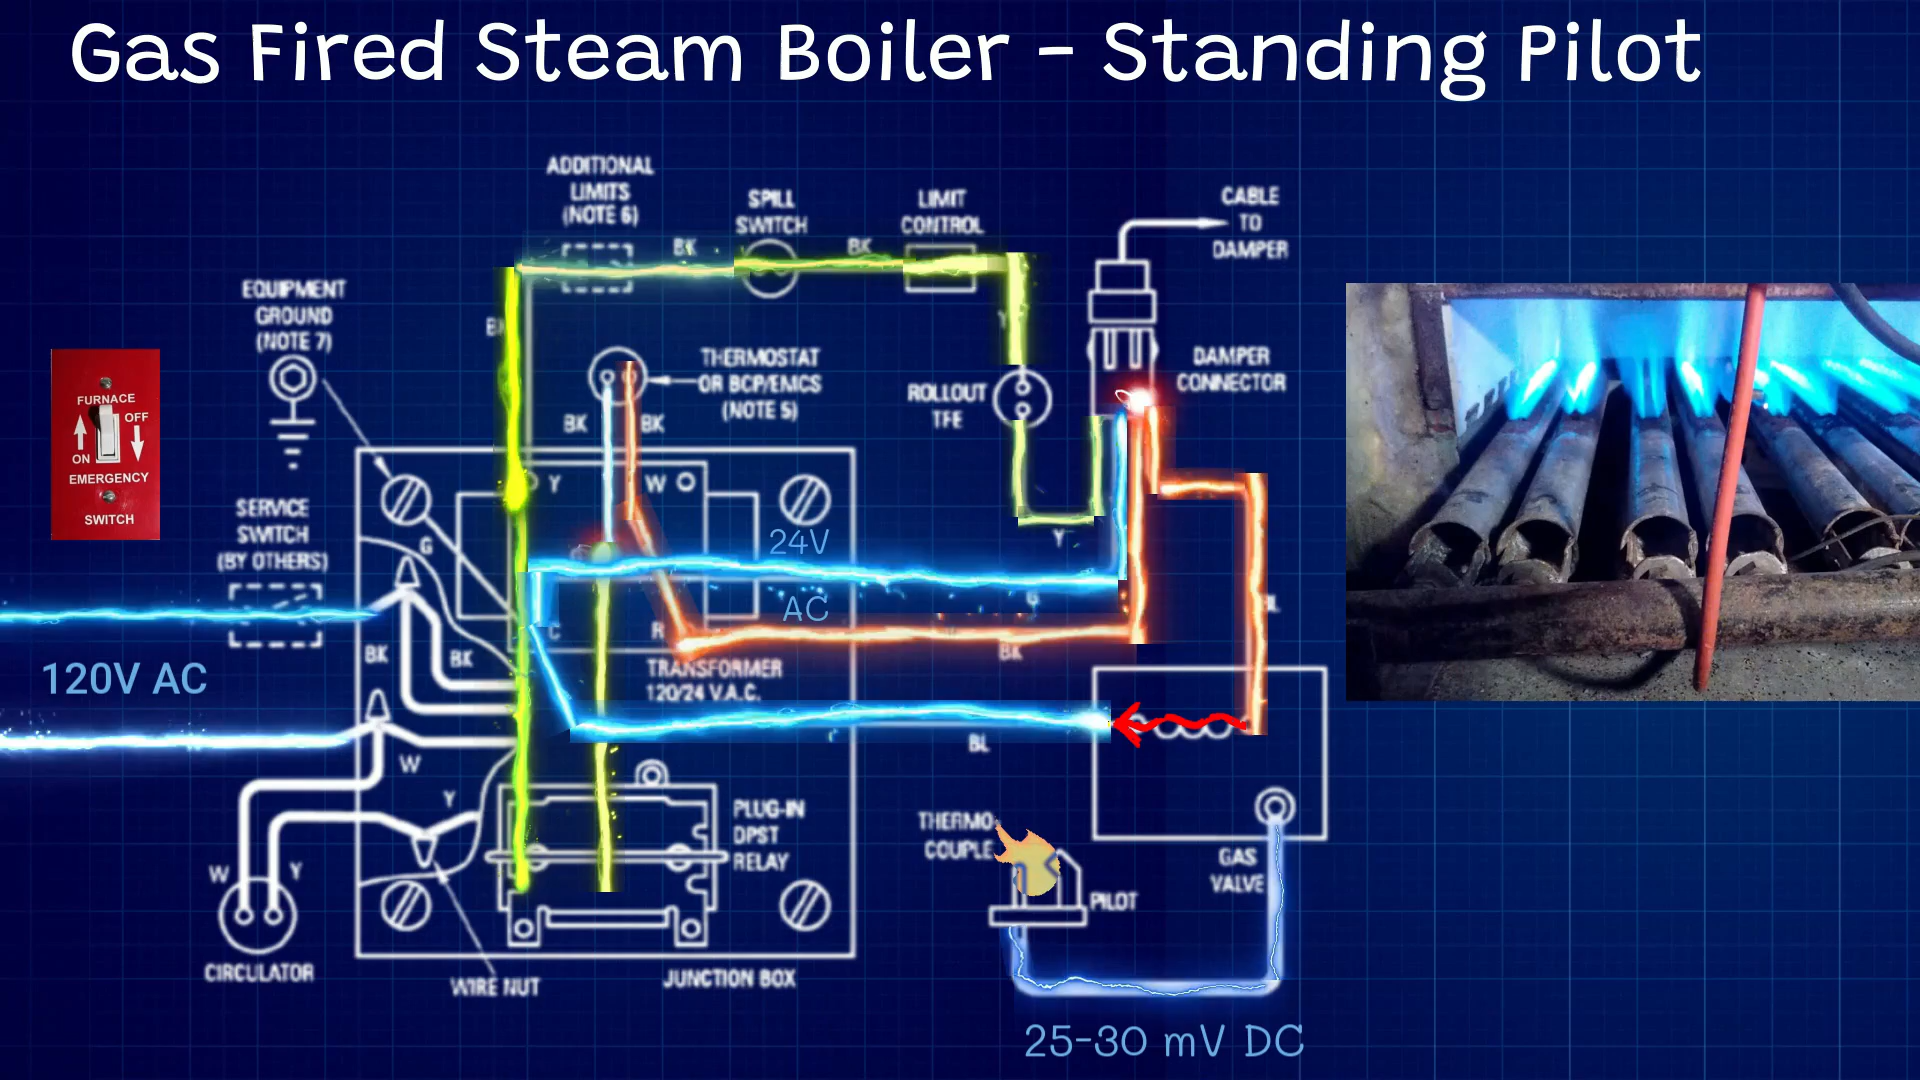 Gas Fired Steam Boiler - Standing Pilot
ADDITIONAL
LIMITS
(NOTE 6)
SPILL
SWITCH
LIMIT
CONTROL
CABLE
TO
DAMPER
BK
BK
EQUIPMENT
GROUND
(NOTE 7)
THERMOSTAT
OR BCP/EMCS
(NOTE 5)
BK
BK
ROLLOUT
TFE
DAMPER
CONNECTOR
FURNACE
OFF
ON
EMERGENCY
SWITCH
SERVICE
SWITCH
(BY OTHERS)
Y
W
G
24V
AC
Y
G
C
R
BK
BK
BK
TRANSFORMER
120/24 V.A.C.
120V AC
W
BL
Y
PLUG-IN
DPST
RELAY
THERMO
COUPLE
GAS
VALVE
PILOT
W
Y
CIRCULATOR
WIRE NUT
JUNCTION BOX
25-30 mV DC